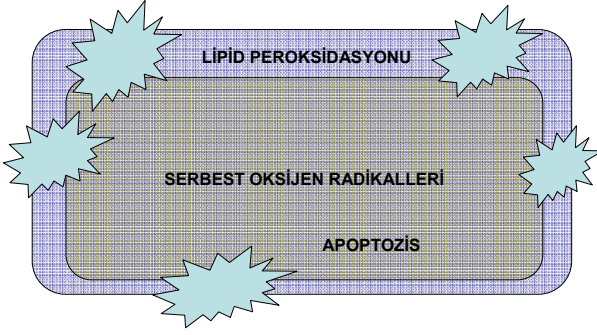 LİPİD PEROKSİDASYONU
SERBEST OKSİJEN RADİKALLERİ
APOPTOZİS